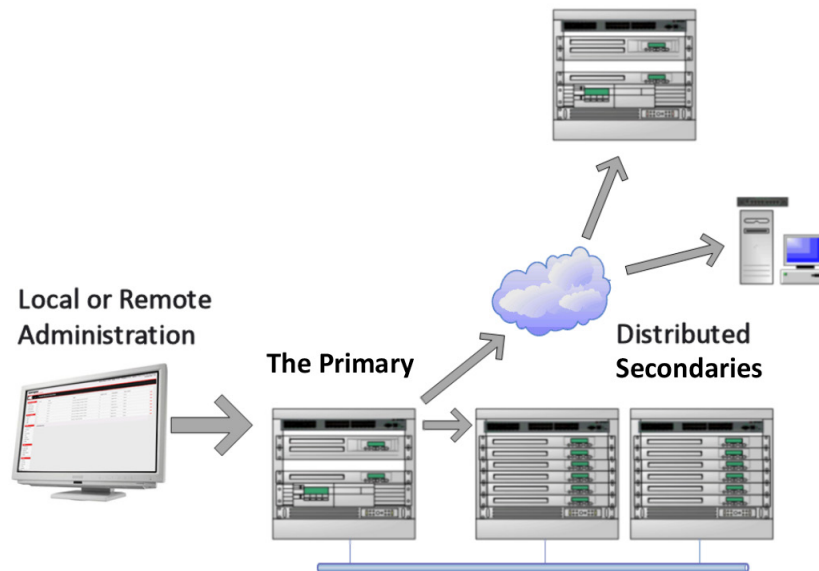 Local or Remote
Administration
The Primary
Distributed
Secondaries